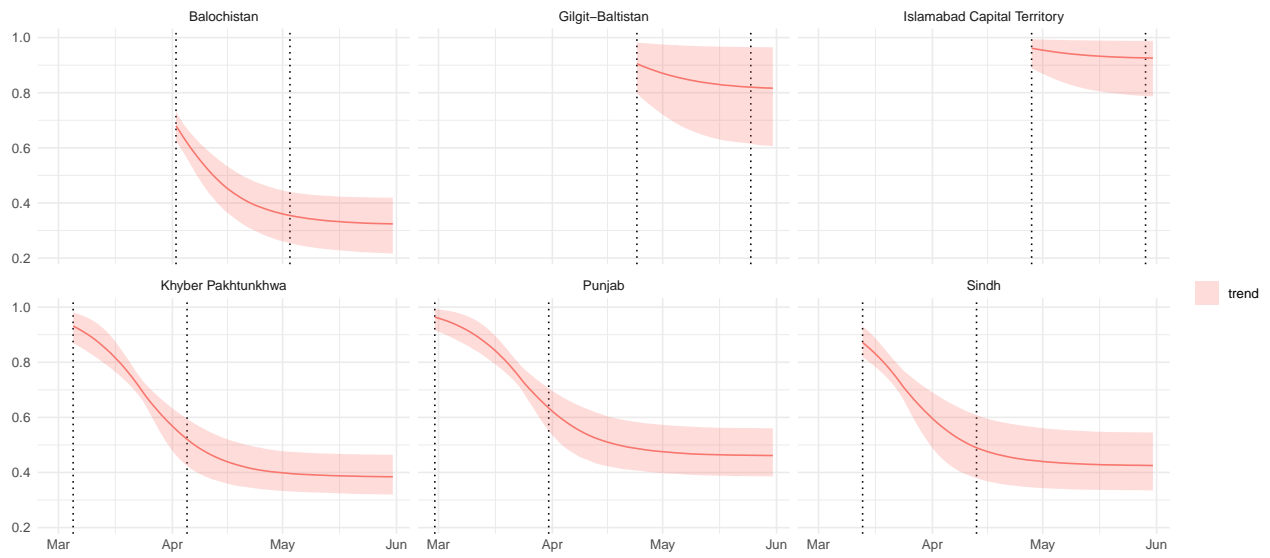 Balochistan Gilgit−Baltistan Islamabad Capital Territory
1.0
0.8
0.6
0.4
0.2
Khyber Pakhtunkhwa Punjab Sindh
1.0
0.8
0.6
0.4
0.2
trend
Mar Apr May Jun Mar Apr May Jun Mar Apr May Jun